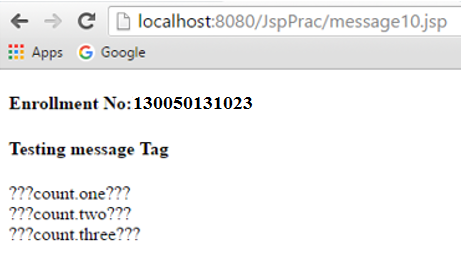 localhost:8080/JspPrac/message10.jsp
Apps Google
Enrollment No:130050131023
Testing message Tag
???count.one???
???count.two???
???count.three???